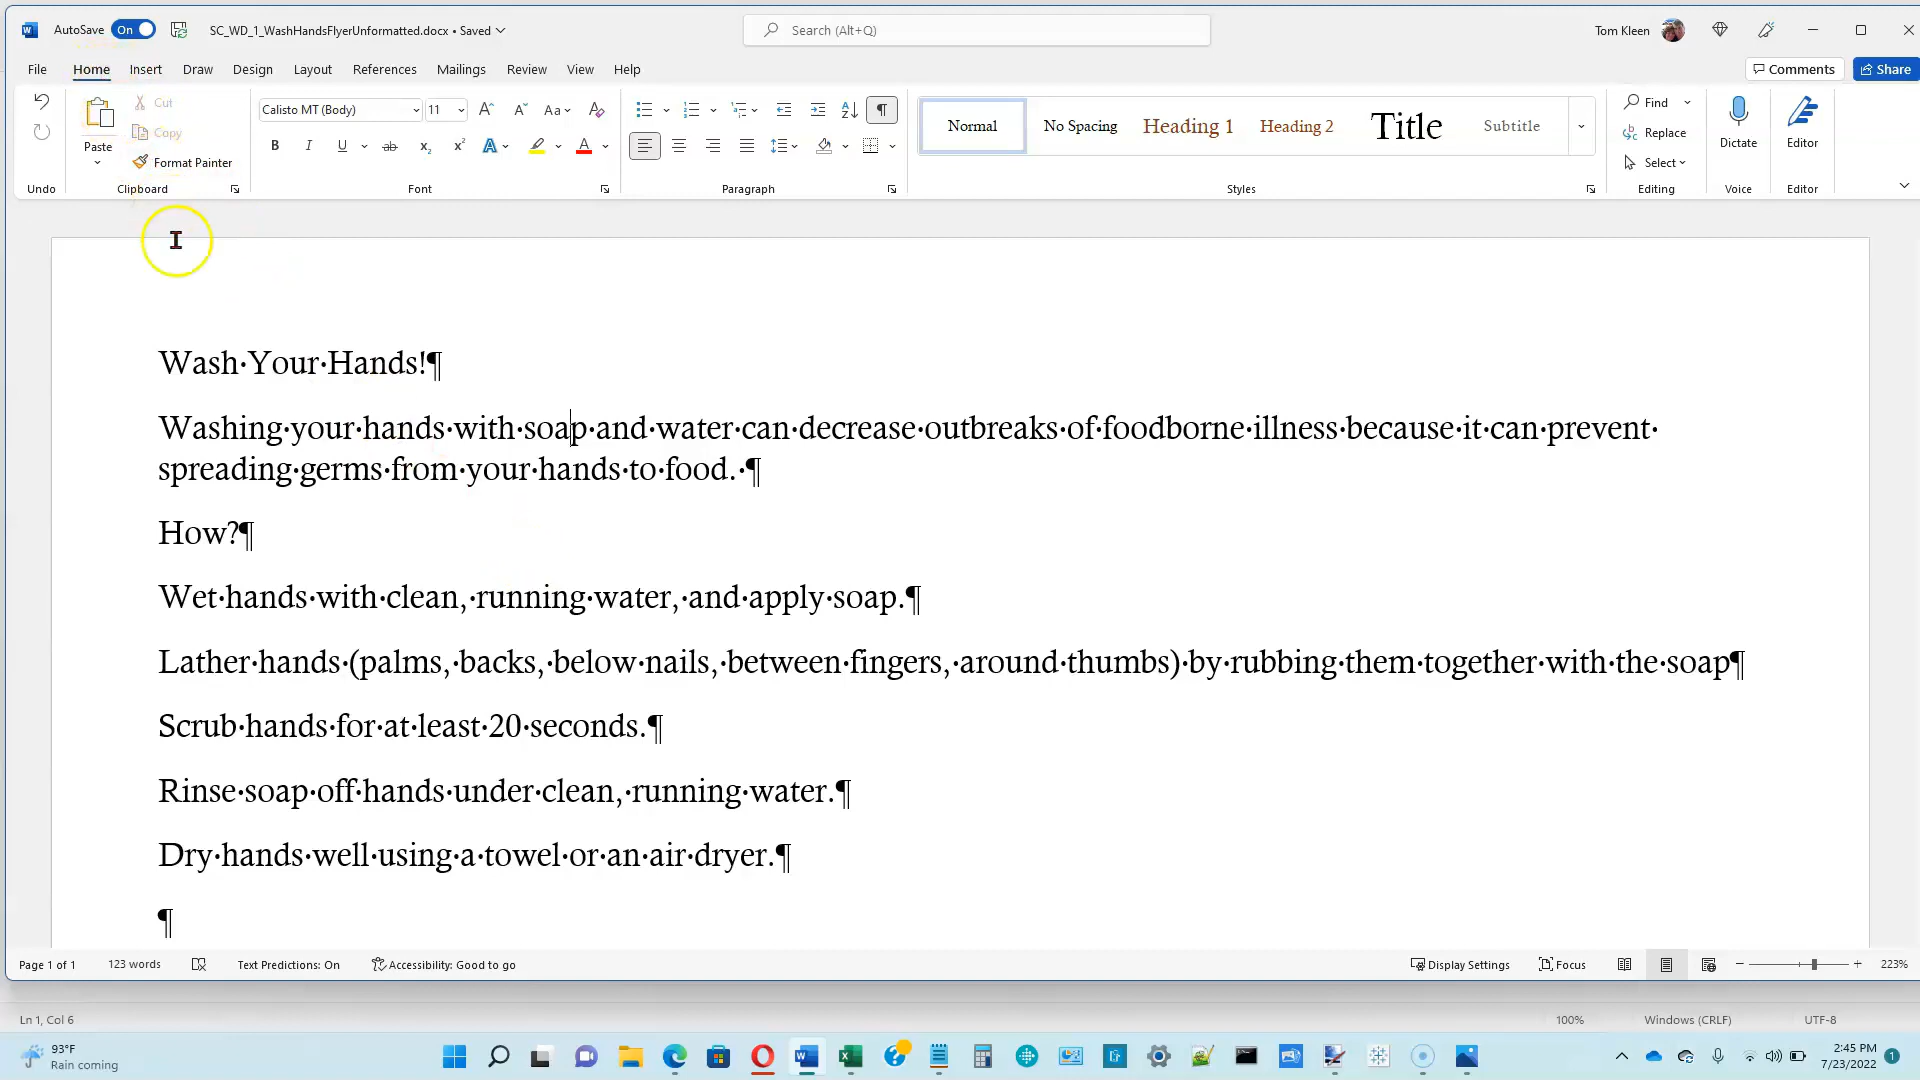 AutoSave On SC_WD_1_WashHandsFlyerUnformatted.docx • Saved Search (Alt+Q) Tom Kleen
File Home Insert Draw Design Layout References Mailings Review View Help Comments Share
Paste Cut
Copy
Format Painter
Calisto MT (Body) 11
Normal No Spacing Heading 1 Heading 2 Title Subtitle
Find
Replace
Select
Dictate
Editor
Undo Clipboard Font Paragraph Styles Editing Voice Editor
Wash·Your·Hands!¶
Washing·your·hands·with·soap·and·water·can·decrease·outbreaks·of·foodborne·illness·because·it·can·prevent·
spreading·germs·from·your·hands·to·food.·¶
How?¶
Wet·hands·with·clean,·running·water,·and·apply·soap.¶
Lather·hands·(palms,·backs,·below·nails,·between·fingers,·around·thumbs)·by·rubbing·them·together·with·the·soap¶
Scrub·hands·for·at·least·20·seconds.¶
Rinse·soap·off·hands·under·clean,·running·water.¶
Dry·hands·well·using·a·towel·or·an·air·dryer.¶
¶
Page 1 of 1 123 words Text Predictions: On Accessibility: Good to go Display Settings Focus 223%
Ln 1, Col 6 100% Windows (CRLF) UTF-8
93°F
Rain coming
2:45 PM
7/23/2022 1